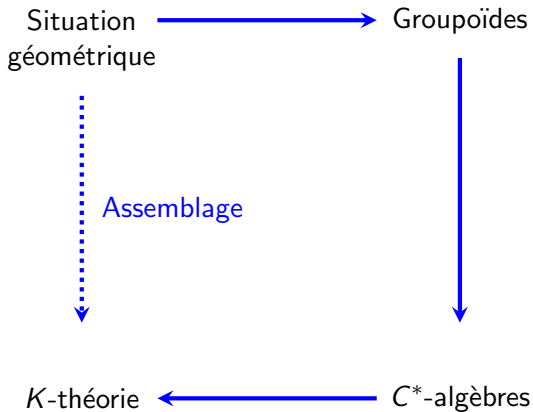 Situation
géométrique
Groupoïdes
Assemblage
K-théorie
C*-algèbres